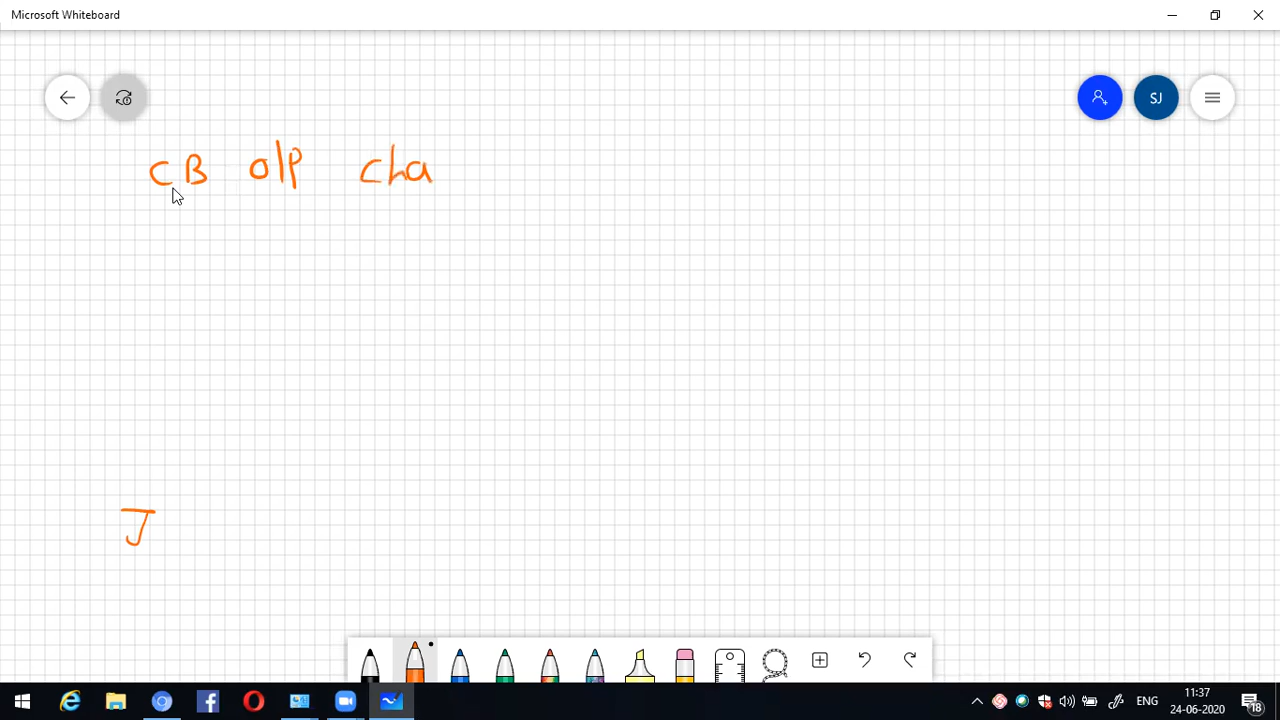 Microsoft Whiteboard
SJ
CB O/P Cha
J
ENG
11:37
24-06-2020
18